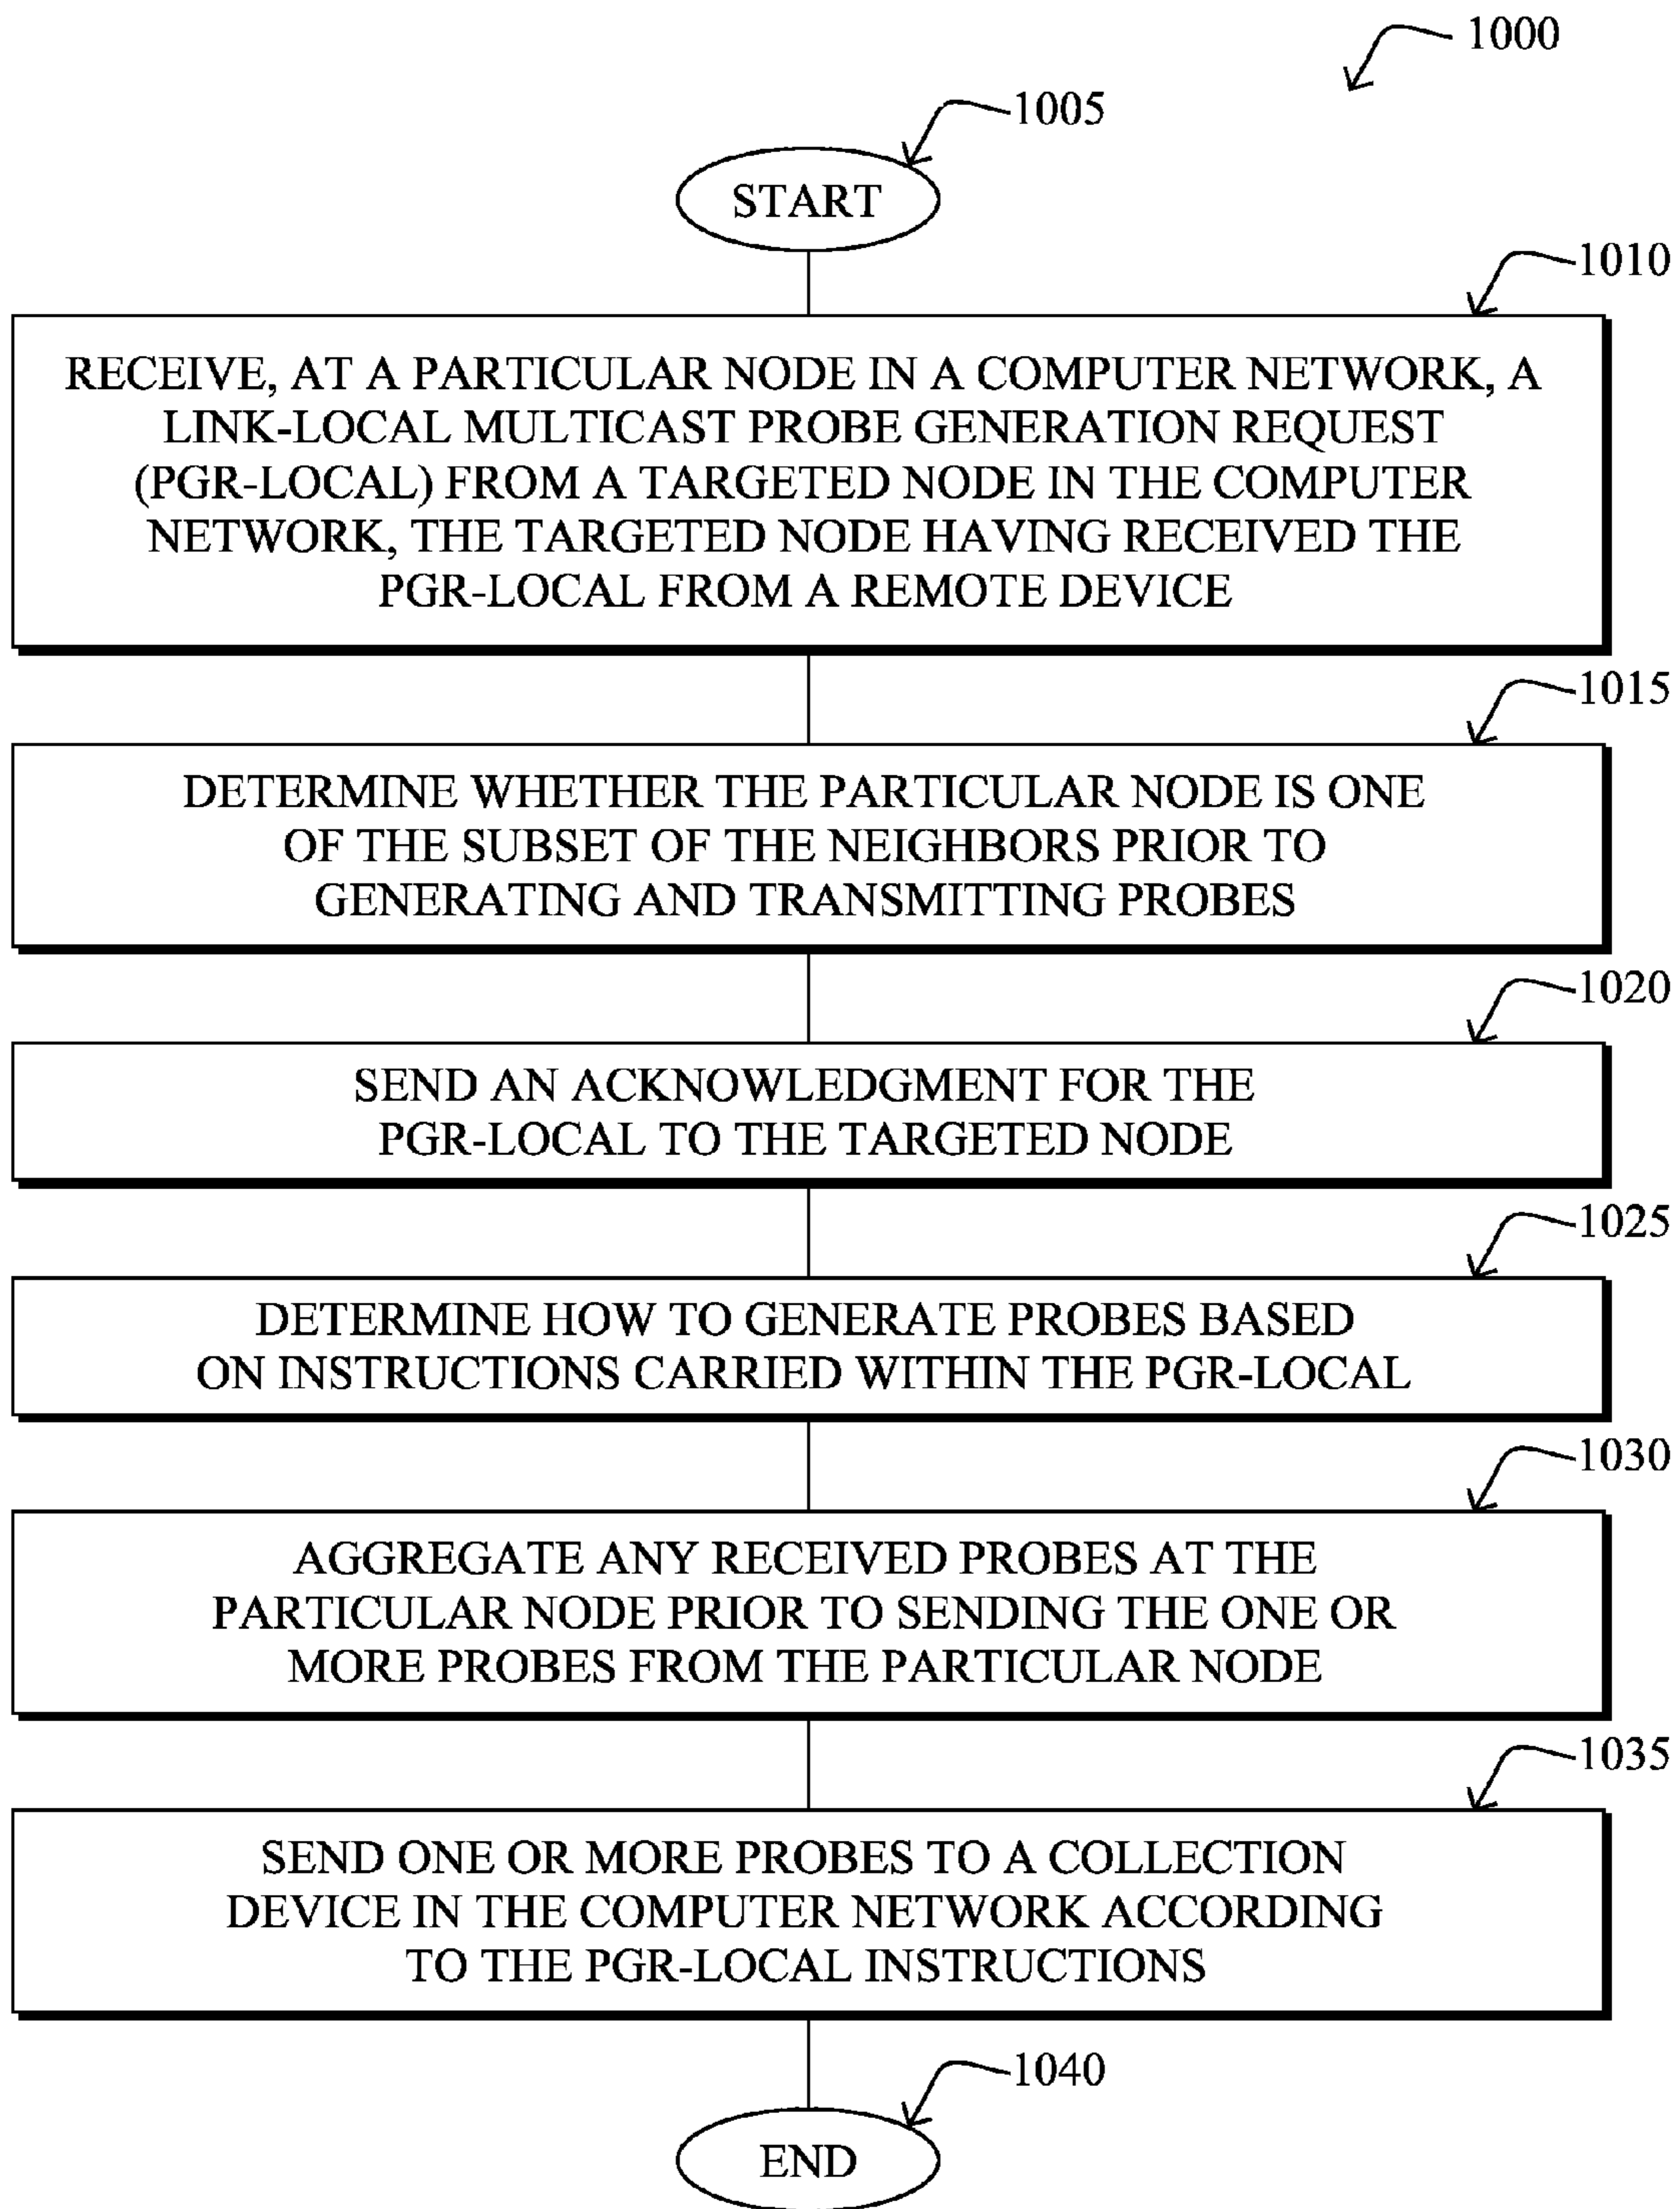 1000
1005
START
1010
RECEIVE, AT A PARTICULAR NODE IN A COMPUTER NETWORK, A
LINK-LOCAL MULTICAST PROBE GENERATION REQUEST
(PGR-LOCAL) FROM A TARGETED NODE IN THE COMPUTER
NETWORK, THE TARGETED NODE HAVING RECEIVED THE
PGR-LOCAL FROM A REMOTE DEVICE
1015
DETERMINE WHETHER THE PARTICULAR NODE IS ONE
OF THE SUBSET OF THE NEIGHBORS PRIOR TO
GENERATING AND TRANSMITTING PROBES
1020
SEND AN ACKNOWLEDGMENT FOR THE
PGR-LOCAL TO THE TARGETED NODE
1025
DETERMINE HOW TO GENERATE PROBES BASED
ON INSTRUCTIONS CARRIED WITHIN THE PGR-LOCAL
1030
AGGREGATE ANY RECEIVED PROBES AT THE
PARTICULAR NODE PRIOR TO SENDING THE ONE OR
MORE PROBES FROM THE PARTICULAR NODE
1035
SEND ONE OR MORE PROBES TO A COLLECTION
DEVICE IN THE COMPUTER NETWORK ACCORDING
TO THE PGR-LOCAL INSTRUCTIONS
1040
END